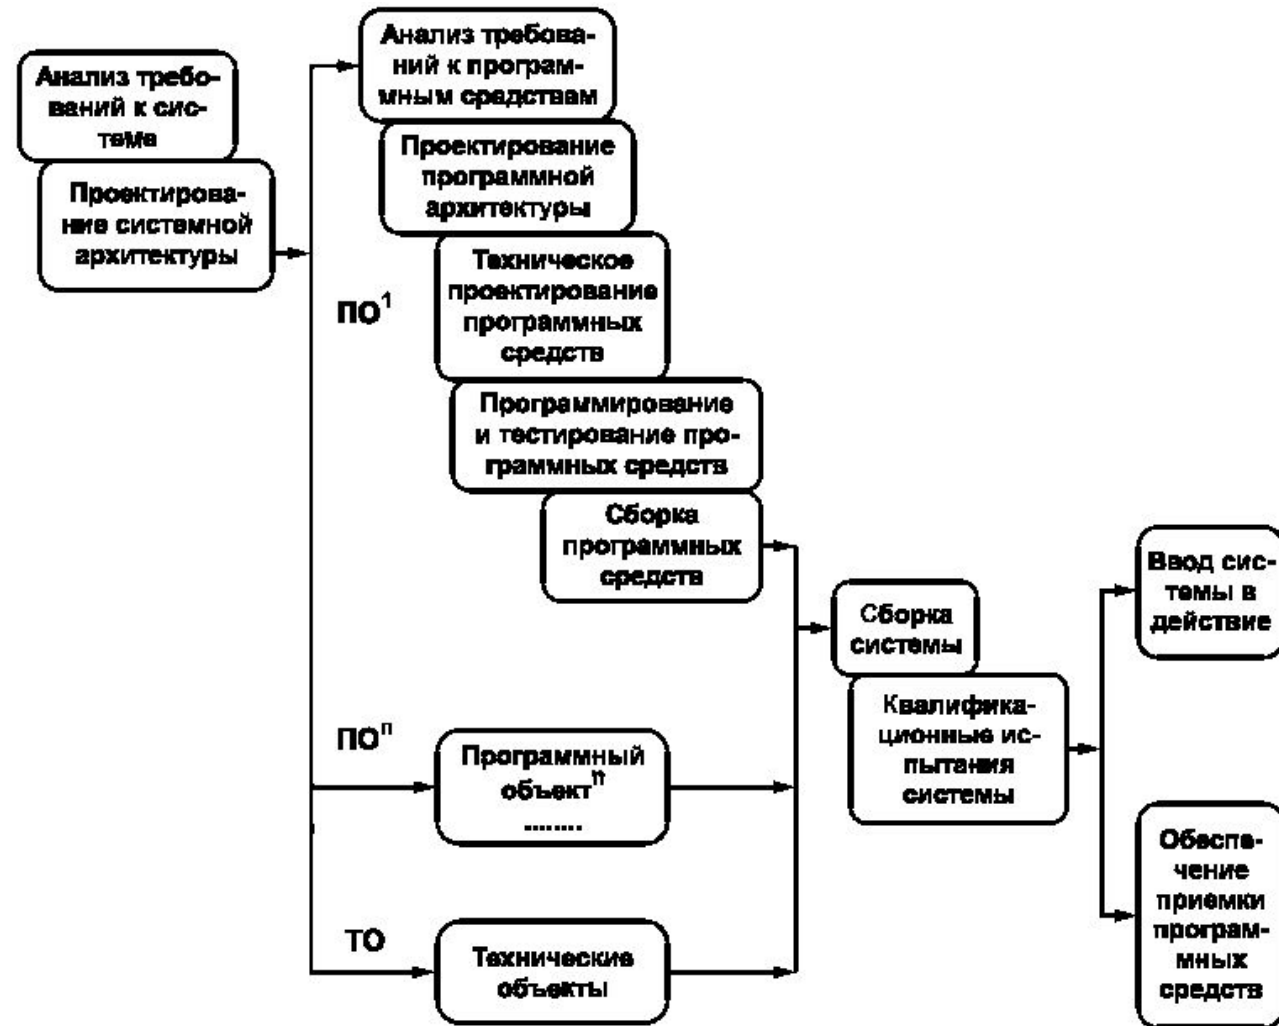 Анализ требо-
ваний к сис-
теме
Проектирова-
ние системной
архитектуры
Анализ требова-
ний к програм-
мным средствам
Проектирование
программной
архитектуры
ПО¹
Техническое
проектирование
программных
средств
Программирование
и тестирование про-
граммных средств
Сборка
программных
средств
ПОⁿ
Программный
объектⁿ
........
ТО
Технические
объекты
Сборка
системы
Квалифика-
ционные ис-
пытания
системы
Ввод сис-
темы в
действие
Обеспе-
чение
приемки
програм-
мных
средств